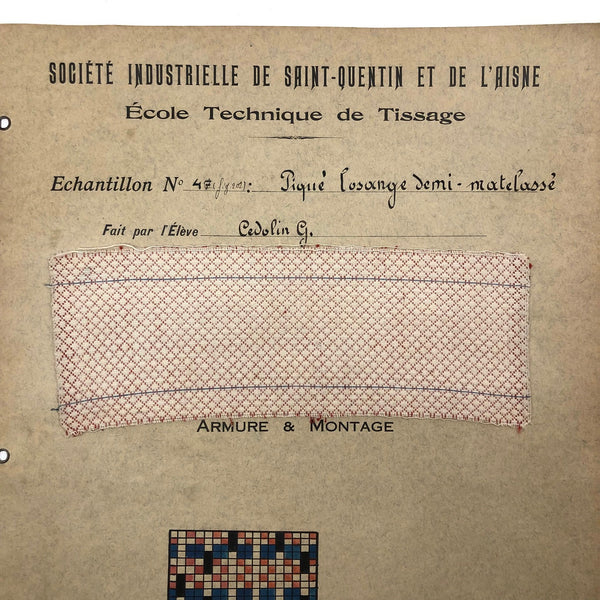 SOCIÉTÉ INDUSTRIELLE DE SAINT-QUENTIN ET DE L'AISNE
École Technique de Tissage
Echantillon N° 47 : Piqué losange demi-matelassé
Fait par l'Élève Cedolin G.
ARMURE & MONTAGE